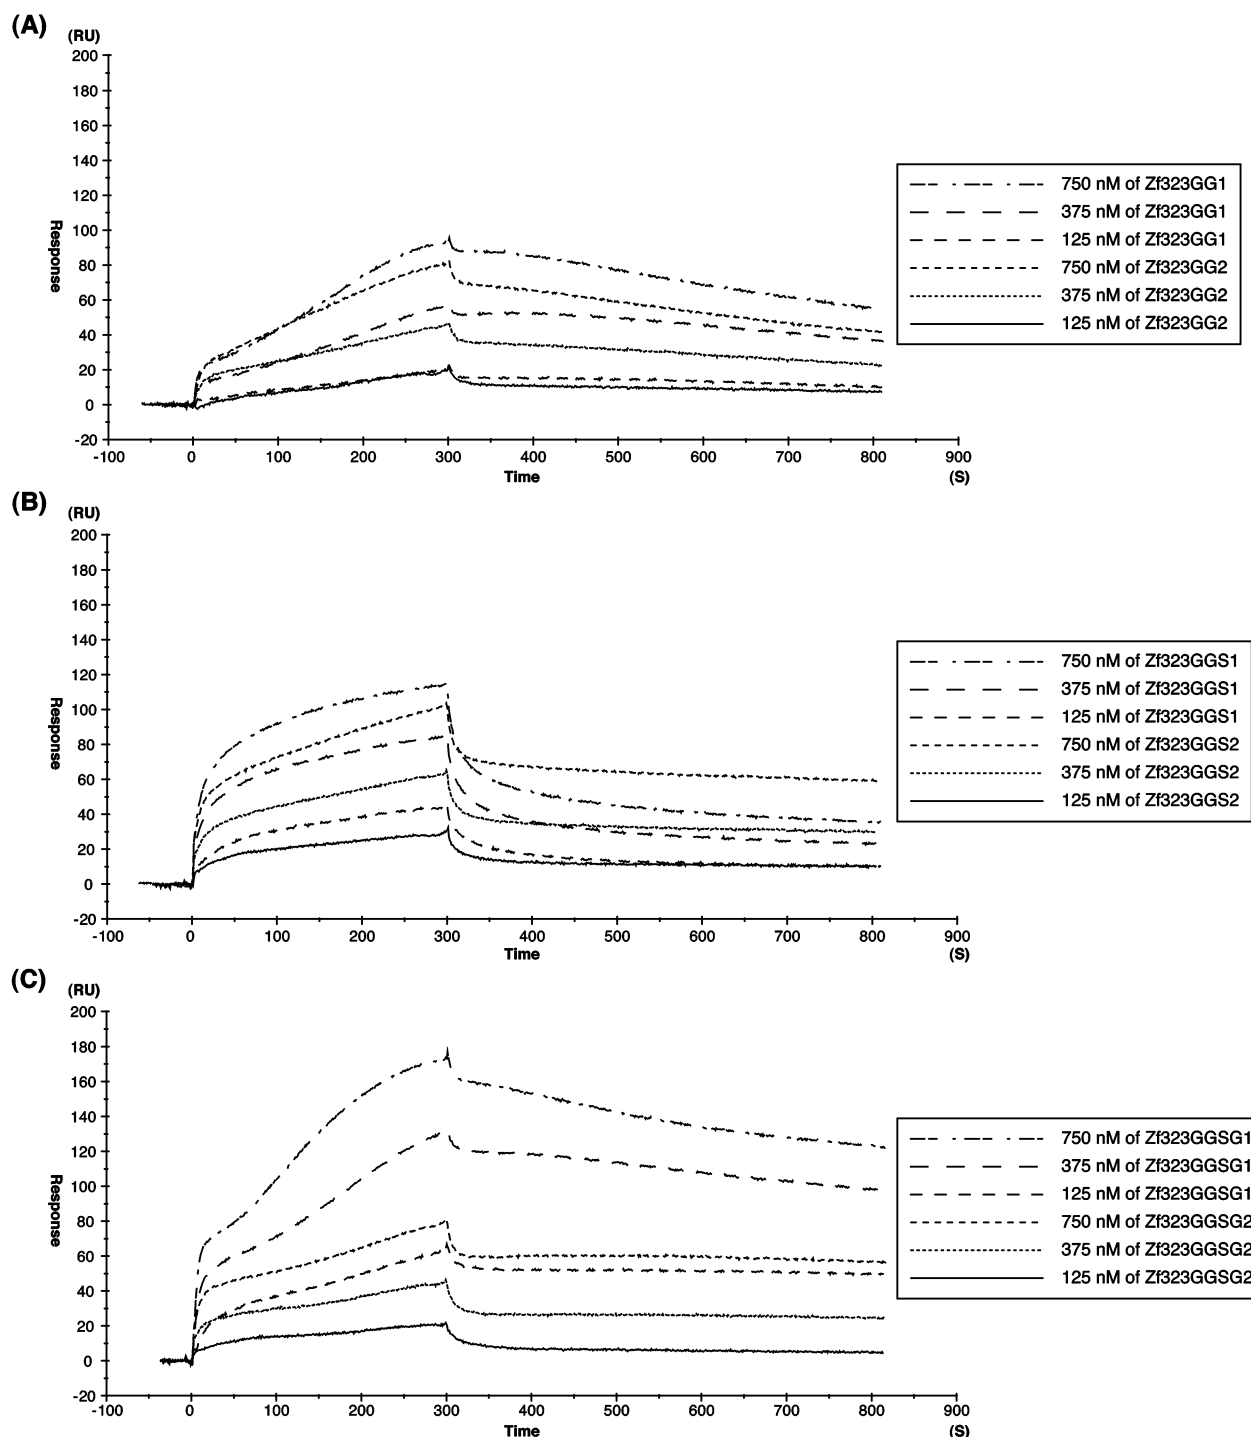 (A)
(RU)
200
180
160
140
120
100
80
60
40
20
0
-20
Response
-100 0 100 200 300 400 500 600 700 800 900
Time
(S)
750 nM of Zf323GG1
375 nM of Zf323GG1
125 nM of Zf323GG1
750 nM of Zf323GG2
375 nM of Zf323GG2
125 nM of Zf323GG2
(B)
(RU)
200
180
160
140
120
100
80
60
40
20
0
-20
Response
-100 0 100 200 300 400 500 600 700 800 900
Time
(S)
750 nM of Zf323GGS1
375 nM of Zf323GGS1
125 nM of Zf323GGS1
750 nM of Zf323GGS2
375 nM of Zf323GGS2
125 nM of Zf323GGS2
(C)
(RU)
200
180
160
140
120
100
80
60
40
20
0
-20
Response
-100 0 100 200 300 400 500 600 700 800 900
Time
(S)
750 nM of Zf323GGSG1
375 nM of Zf323GGSG1
125 nM of Zf323GGSG1
750 nM of Zf323GGSG2
375 nM of Zf323GGSG2
125 nM of Zf323GGSG2